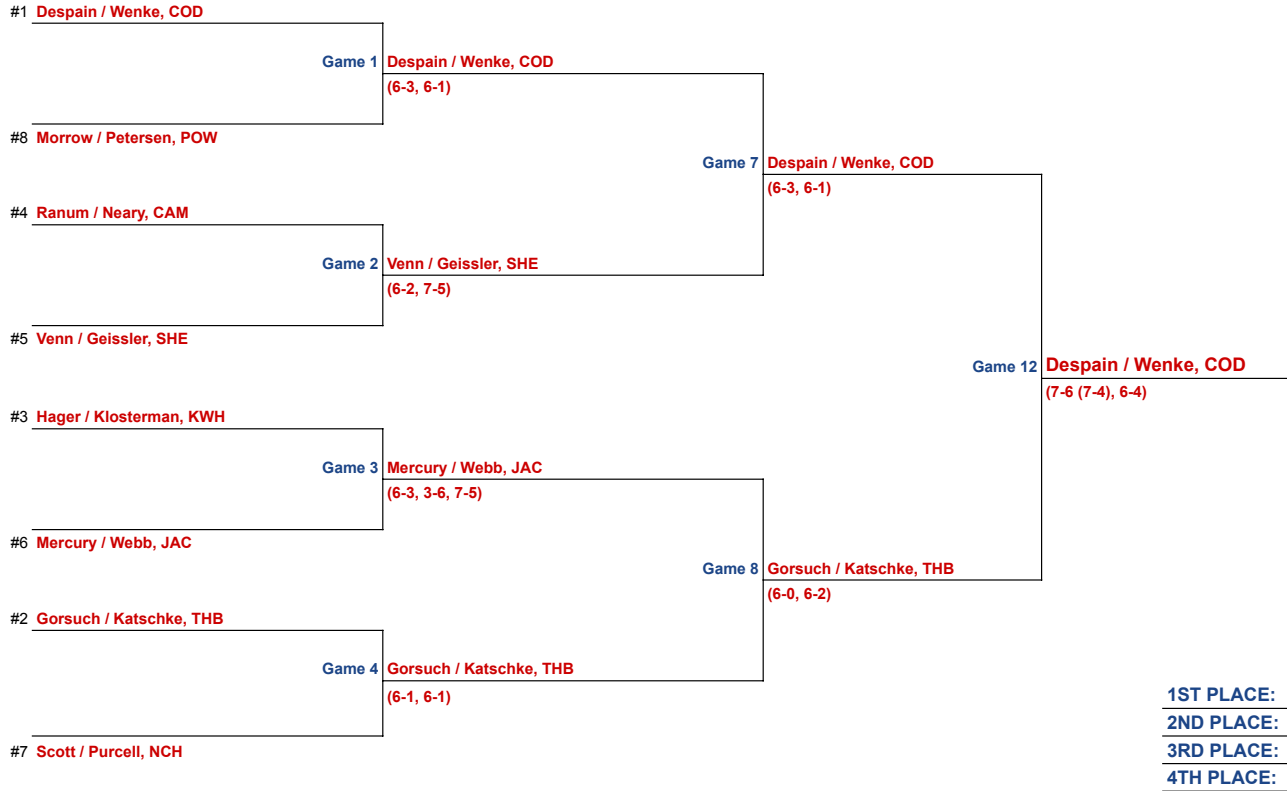 #1 Despain / Wenke, COD
Game 1 Despain / Wenke, COD
(6-3, 6-1)
#8 Morrow / Petersen, POW
Game 7 Despain / Wenke, COD
(6-3, 6-1)
#4 Ranum / Neary, CAM
Game 2 Venn / Geissler, SHE
(6-2, 7-5)
#5 Venn / Geissler, SHE
Game 12 Despain / Wenke, COD
(7-6 (7-4), 6-4)
#3 Hager / Klosterman, KWH
Game 3 Mercury / Webb, JAC
(6-3, 3-6, 7-5)
#6 Mercury / Webb, JAC
Game 8 Gorsuch / Katschke, THB
(6-0, 6-2)
#2 Gorsuch / Katschke, THB
Game 4 Gorsuch / Katschke, THB
(6-1, 6-1)
#7 Scott / Purcell, NCH
1ST PLACE:
2ND PLACE:
3RD PLACE:
4TH PLACE: